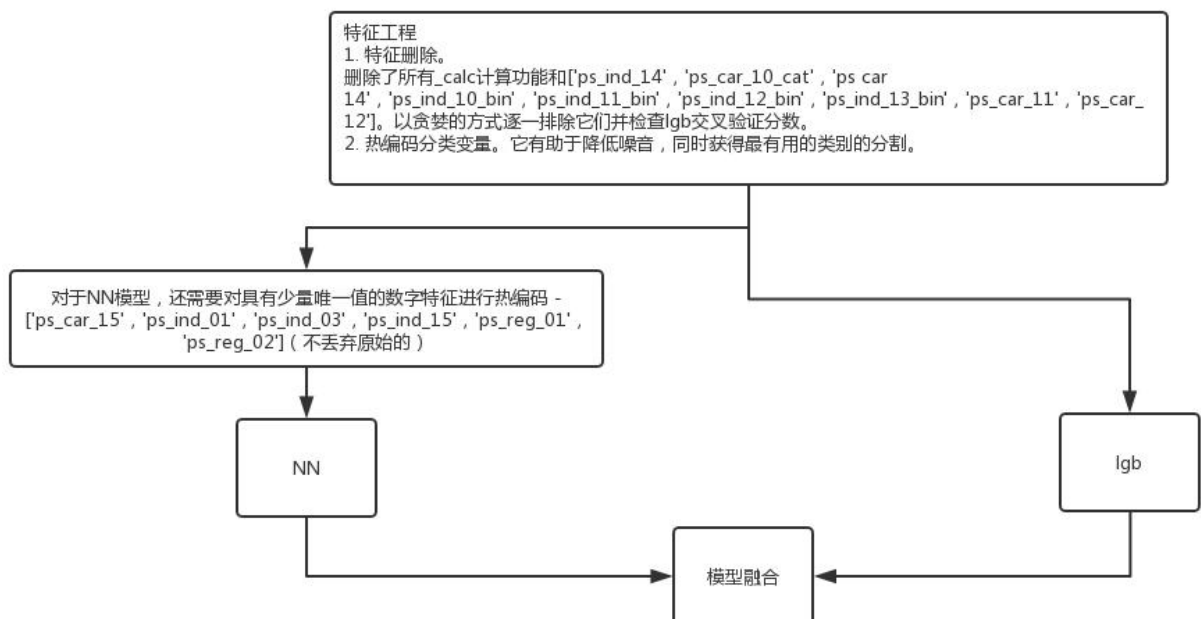 特征工程
1. 特征删除。
删除了所有_calc计算功能和['ps_ind_14'，'ps_car_10_cat'，'ps car
14'，'ps_ind_10_bin'，'ps_ind_11_bin'，'ps_ind_12_bin'，'ps_ind_13_bin'，'ps_car_11'，'ps_car_
12']。以贪婪的方式逐一排除它们并检查lgb交叉验证分数。
2. 热编码分类变量。它有助于降低噪音，同时获得最有用的类别的分割。
对于NN模型，还需要对具有少量唯一值的数字特征进行热编码 -
['ps_car_15'，'ps_ind_01'，'ps_ind_03'，'ps_ind_15'，'ps_reg_01'，
'ps_reg_02']（不丢弃原始的）
NN
lgb
模型融合